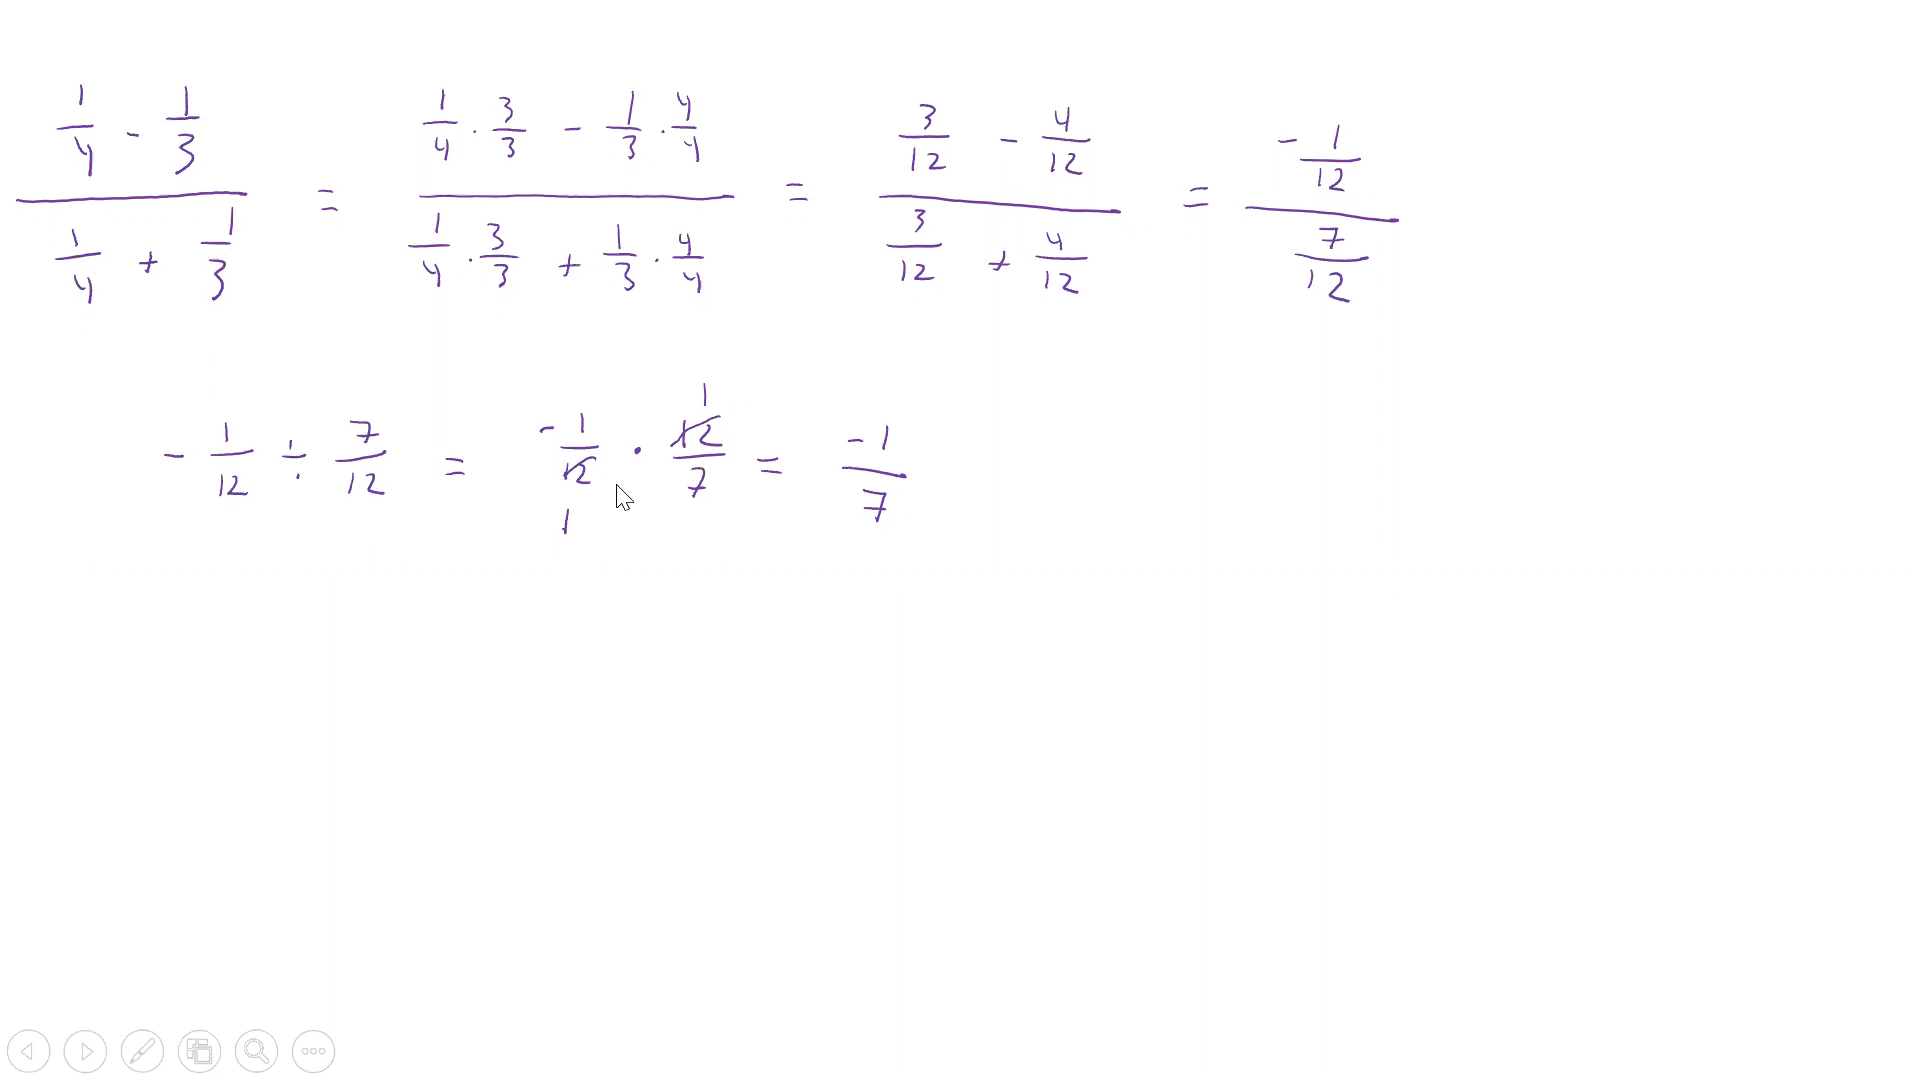 (1/4 - 1/3)/(1/4 + 1/3) = (1/4 · 3/3 - 1/3 · 4/4)/(1/4 · 3/3 + 1/3 · 4/4) = (3/12 - 4/12)/(3/12 + 4/12) = (-1/12)/(7/12)
- 1/12 ÷ 7/12 = -1/12 1 · 1 12/7 = -1/7